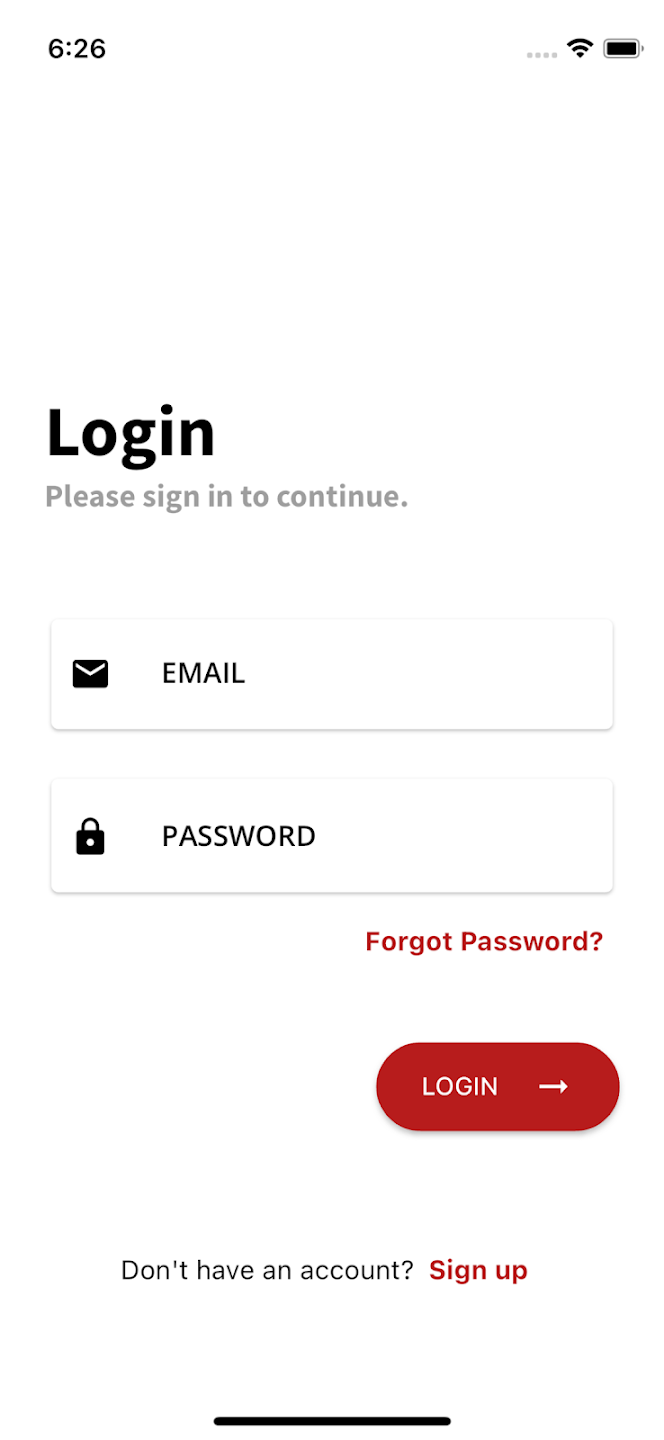 6:26
Login
Please sign in to continue.
EMAIL
PASSWORD
Forgot Password?
LOGIN
Don't have an account? Sign up